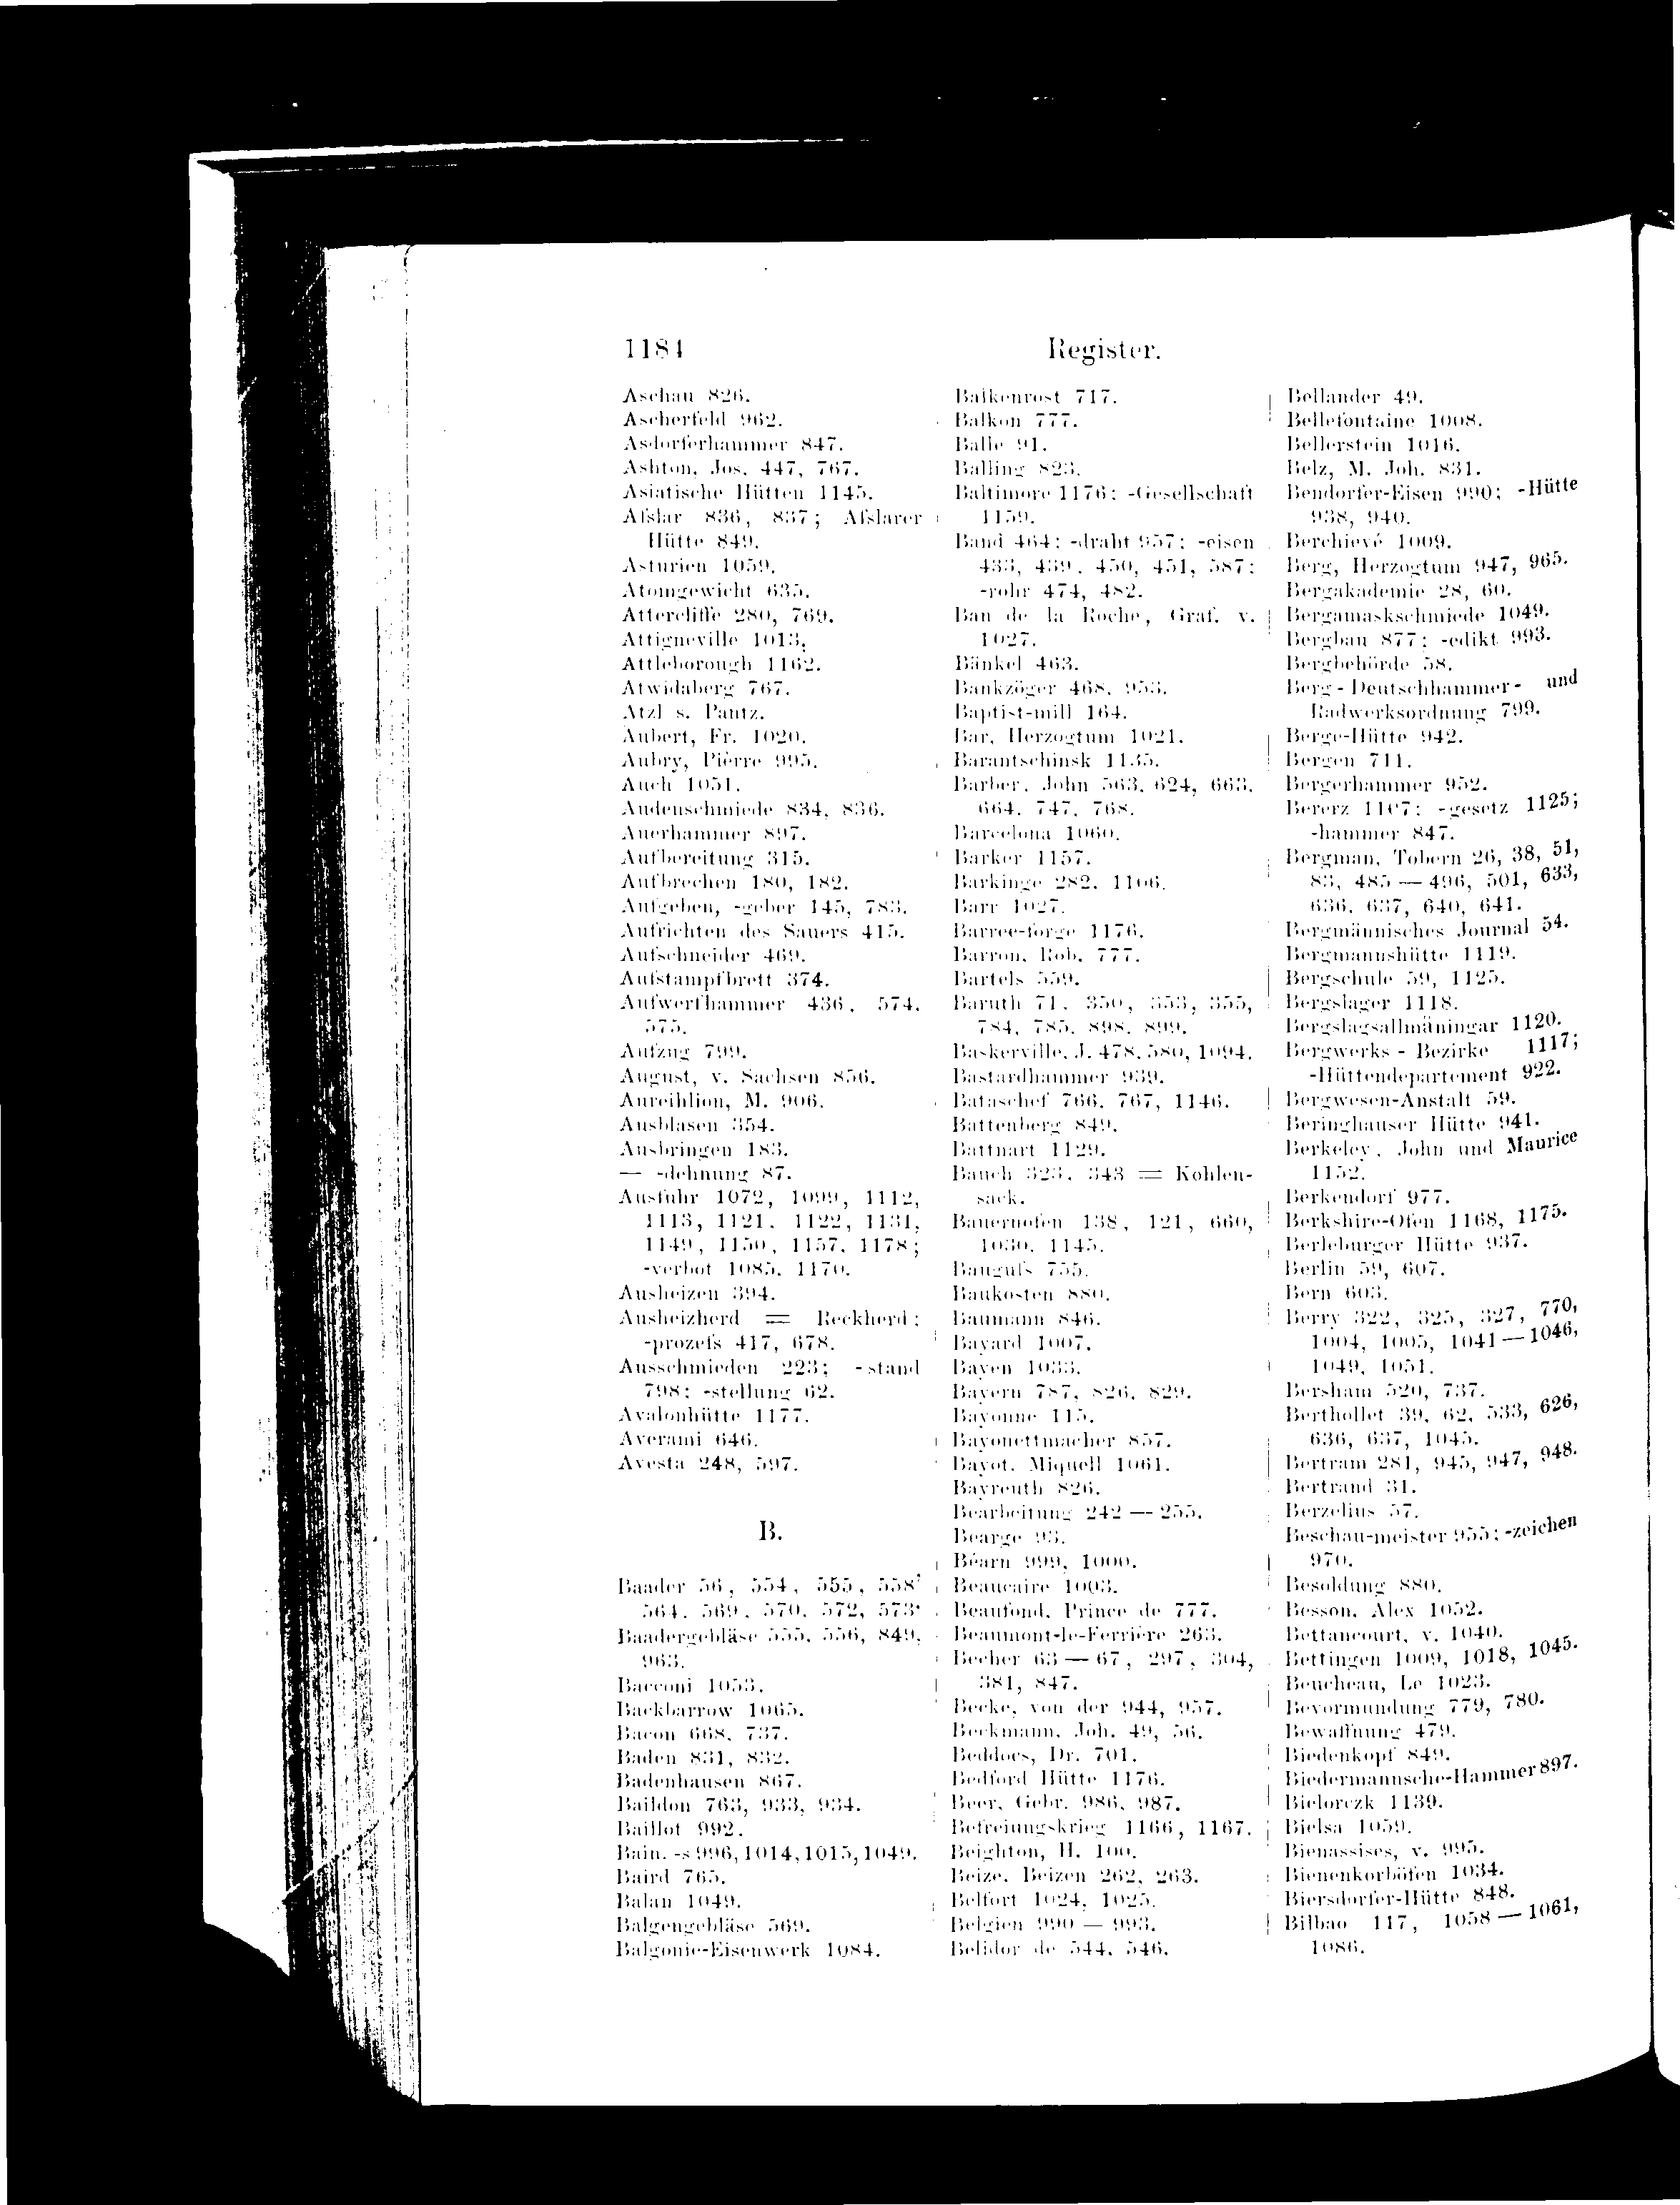 1184
Register.
Aschau 826.
Ascherfeld 962.
Asdorferhammer 847.
Ashton, Jos. 447, 767.
Asiatische Hütten 1145.
Afslar 836, 837; Afslarer
Hütte 849.
Asturien 1059.
Atomgewicht 635.
Attercliffe 280, 769.
Attigneville 1013.
Attleborough 1162.
Atwidaberg 767.
Atzl s. Pantz.
Aubert, Fr. 1020.
Aubry, Pièrre 995.
Auch 1051.
Audenschmiede 834, 836.
Auerhammer 897.
Aufbereitung 315.
Aufbrechen 180, 182.
Aufgeben, -geber 145, 783.
Aufrichten des Sauers 415.
Aufschneider 469.
Aufstampfbrett 374.
Aufwerfhammer 436, 574,
575.
Aufzug 799.
August, v. Sachsen 856.
Aureihlion, M. 906.
Ausblasen 354.
Ausbringen 183.
— -dehnung 87.
Ausfuhr 1072, 1099, 1112,
1113, 1121, 1122, 1131,
1149, 1150, 1157, 1178;
-verbot 1085, 1170.
Ausheizen 394.
Ausheizherd = Reckherd;
-prozefs 417, 678.
Ausschmieden 223; -stand
798; -stellung 62.
Avalonhütte 1177.
Averami 646.
Avesta 248, 597.
B.
Baader 56, 554, 555, 558,
564, 569, 570, 572, 573.
Baadergebläse 555, 556, 849,
963.
Bacconi 1053.
Backbarrow 1065.
Bacon 668, 737.
Baden 831, 832.
Badenhausen 867.
Baildon 763, 933, 934.
Baillot 992.
Bain, -s 996, 1014, 1015, 1049.
Baird 765.
Balan 1049.
Balgengebläse 569.
Balgonie-Eisenwerk 1084.
Balkenrost 717.
Balkon 777.
Balle 91.
Balling 823.
Baltimore 1176; -Gesellschaft
1159.
Band 464; -draht 957; -eisen
433, 439, 450, 451, 587;
-rohr 474, 482.
Ban de la Roche, Graf. v.
1027.
Bänkel 463.
Bankzöger 468, 953.
Baptist-mill 164.
Bar, Herzogtum 1021.
Barantschinsk 1135.
Barber, John 563, 624, 663,
664, 747, 768.
Barcelona 1060.
Barker 1157.
Barkinge 282, 1106.
Barr 1027.
Barree-forge 1176.
Barron, Rob. 777.
Bartels 559.
Baruth 71, 350, 353, 355,
784, 785, 898, 899.
Baskerville, J. 478, 580, 1094.
Bastardhammer 939.
Bataschef 766, 767, 1146.
Battenberg 849.
Battnart 1129.
Bauch 323, 343 = Kohlen-
sack.
Bauernofen 138, 121, 660,
1030, 1145.
Baugufs 755.
Baukosten 880.
Baumann 846.
Bayard 1007.
Bayen 1033.
Bayern 787, 826, 829.
Bayonne 115.
Bayonettmacher 857.
Bayot, Miquell 1061.
Bayreuth 826.
Bearbeitung 242 — 255.
Bearge 93.
Béarn 999, 1000.
Beaucaire 1003.
Beaufond, Prince de 777.
Beaumont-le-Ferrière 263.
Becher 63 — 67, 297, 304,
381, 847.
Becke, von der 944, 957.
Beckmann, Joh. 49, 56.
Beddoes, Dr. 701.
Bedford Hütte 1176.
Beer, Gebr. 986, 987.
Befreiungskrieg 1166, 1167.
Beighton, H. 100.
Beize, Beizen 262, 263.
Belfort 1024, 1025.
Belgien 990 — 993.
Belidor de 544, 546.
Bellander 49.
Bellefontaine 1008.
Bellerstein 1016.
Belz, M. Joh. 831.
Bendorfer-Eisen 990; -Hütte
938, 940.
Berchievé 1009.
Berg, Herzogtum 947, 965.
Bergakademie 28, 60.
Bergamaskschmiede 1049.
Bergbau 877; -edikt 993.
Bergbehörde 58.
Berg-Deutschhammer- und
Radwerksordnung 799.
Berge-Hütte 942.
Bergen 711.
Bergerhammer 952.
Bererz 1107; -gesetz 1125;
-hammer 847.
Bergman, Tobern 26, 38, 51,
83, 485 — 496, 501, 633,
636, 637, 640, 641.
Bergmännisches Journal 54.
Bergmannshütte 1119.
Bergschule 59, 1125.
Bergslager 1118.
Bergslagsallmäningar 1120.
Bergwerks-Bezirke 1117;
-Hüttendepartement 922.
Bergwesen-Anstalt 59.
Beringhauser Hütte 941.
Berkeley, John und Maurice
1152.
Berkendorf 977.
Berkshire-Ofen 1168, 1175.
Berleburger Hütte 937.
Berlin 59, 607.
Bern 603.
Berry 322, 325, 327, 770,
1004, 1005, 1041 — 1046,
1049, 1051.
Bersham 520, 737.
Berthollet 39, 62, 533, 626,
636, 637, 1045.
Bertram 281, 945, 947, 948.
Bertrand 31.
Berzelius 57.
Beschau-meister 955; -zeichen
970.
Besoldung 880.
Besson, Alex 1052.
Bettancourt, v. 1040.
Bettingen 1009, 1018, 1045.
Beucheau, Le 1023.
Bevormundung 779, 780.
Bewaffnung 479.
Biedenkopf 849.
Biedermannsche-Hammer 897.
Bielorczk 1139.
Bielsa 1059.
Bienassises, v. 995.
Bienenkorböfen 1034.
Biersdorfer-Hütte 848.
Bilbao 117, 1058 — 1061,
1086.